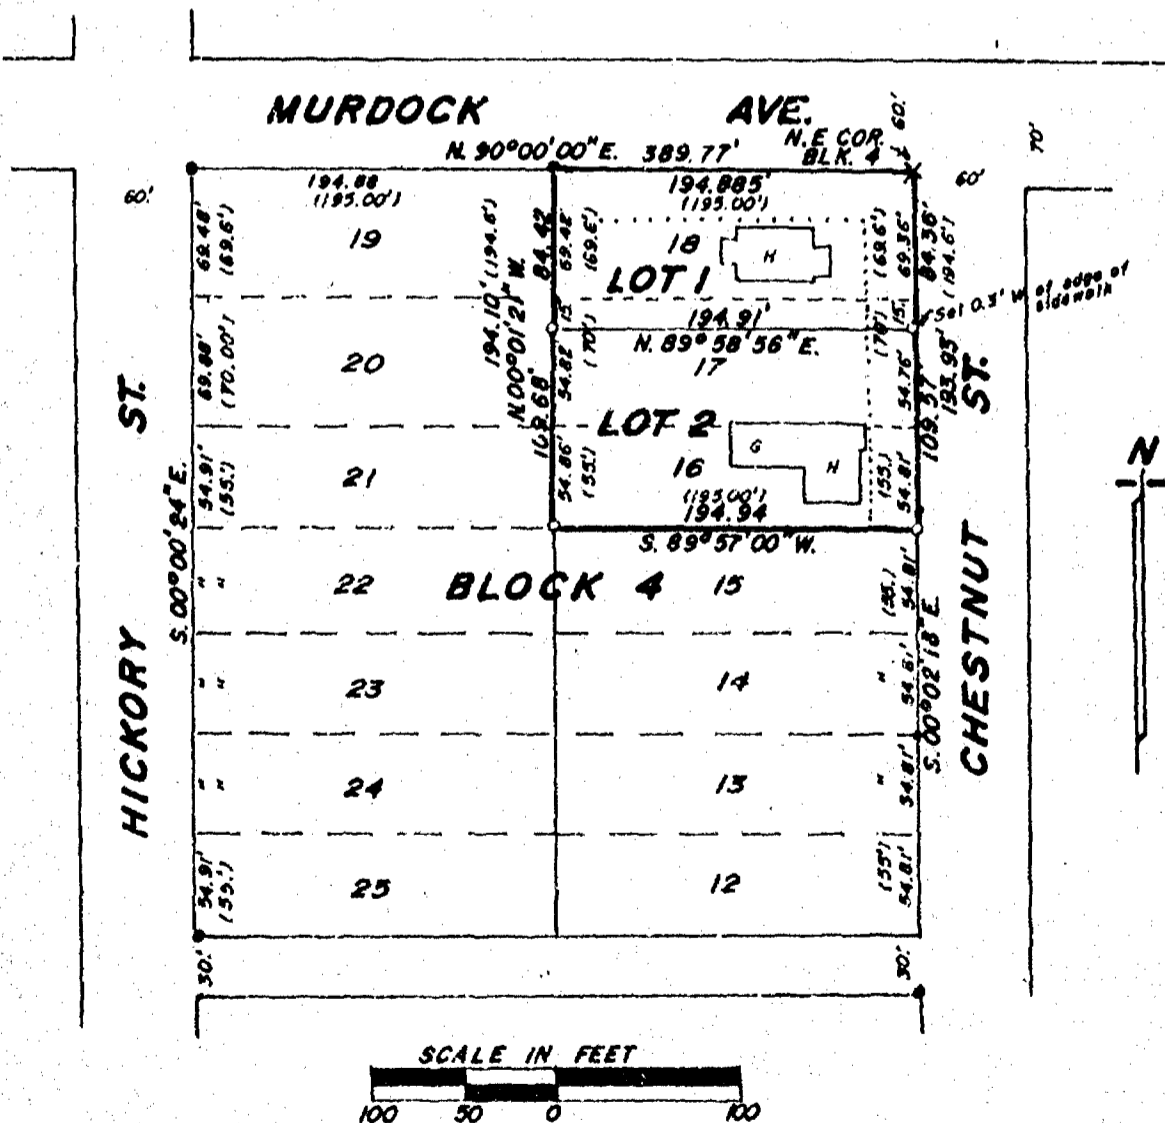 MURDOCK AVE.
N. 90°00'00" E. 389.77'
N.E COR.
BLK. 4
60'
70'
60'
60'
194.88
(195.00')
194.885'
(195.00')
69.48'
(69.6')
19
194.10' (194.6')
N.00°01'21" W.
84.42
69.42
(69.6')
18
H
LOT 1
(69.6')
69.36'
84.36'
(194.6')
15'
15.
194.91'
N. 89°58'56" E.
Set 0.3' W. of edge of
sidewalk
69.88'
(70.00')
20
109.68'
54.82
(70')
17
(70')
54.76'
109.57'
193.93'
ST.
ST.
LOT 2
54.91'
(55.')
21
54.86'
(55')
16
G
H
(55.)
54.81'
(195.00')
194.94
S. 89°57'00" W.
N
S. 00°00'24" E.
" "
22
BLOCK 4
15
(55.)
54.81'
HICKORY
CHESTNUT
S. 00°02'18" E.
" "
23
14
"
54.81'
" "
24
13
"
54.81'
54.91'
(55.')
25
12
(55')
54.81'
30.'
30.'
SCALE IN FEET
100 50 0 100